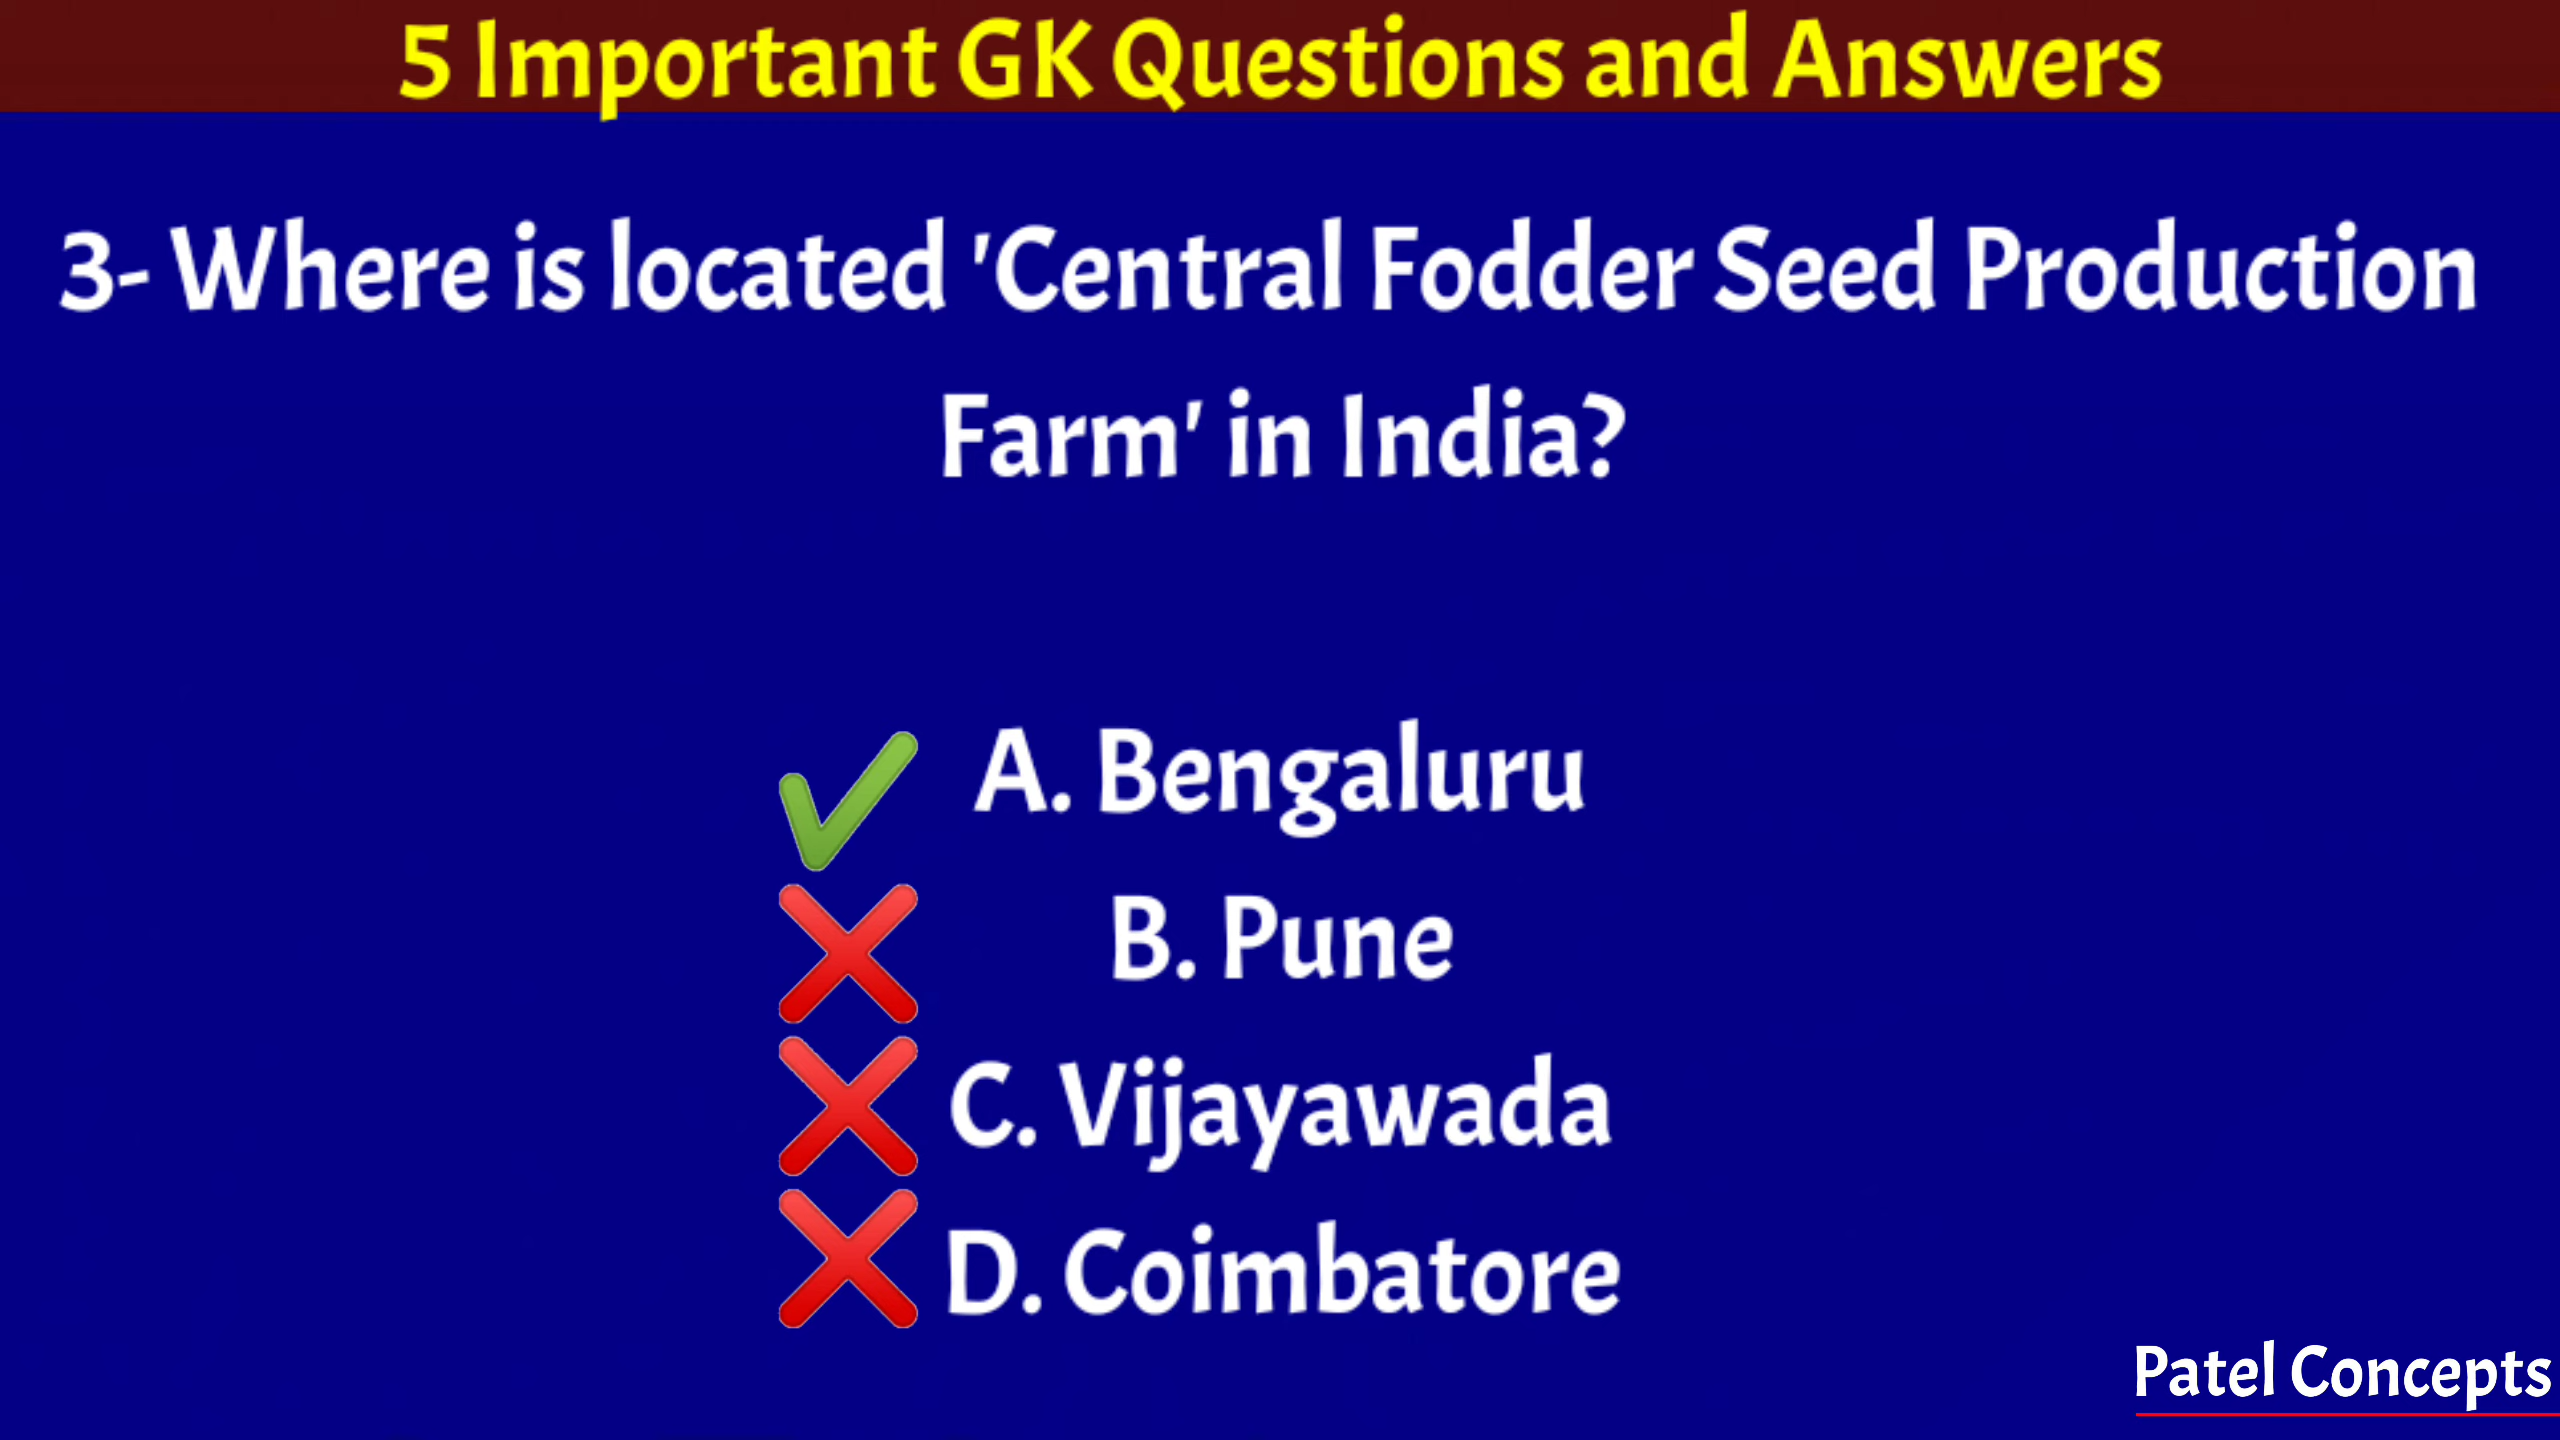 5 Important GK Questions and Answers
3- Where is located 'Central Fodder Seed Production
Farm' in India?
A. Bengaluru
B. Pune
C. Vijayawada
D. Coimbatore
Patel Concepts